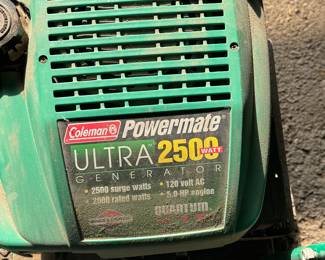 Coleman Powermate®
ULTRA™ 2500 WATT
GENERATOR
• 2500 surge watts • 120 volt AC
• 2000 rated watts • 5.0 HP engine
QUANTUM